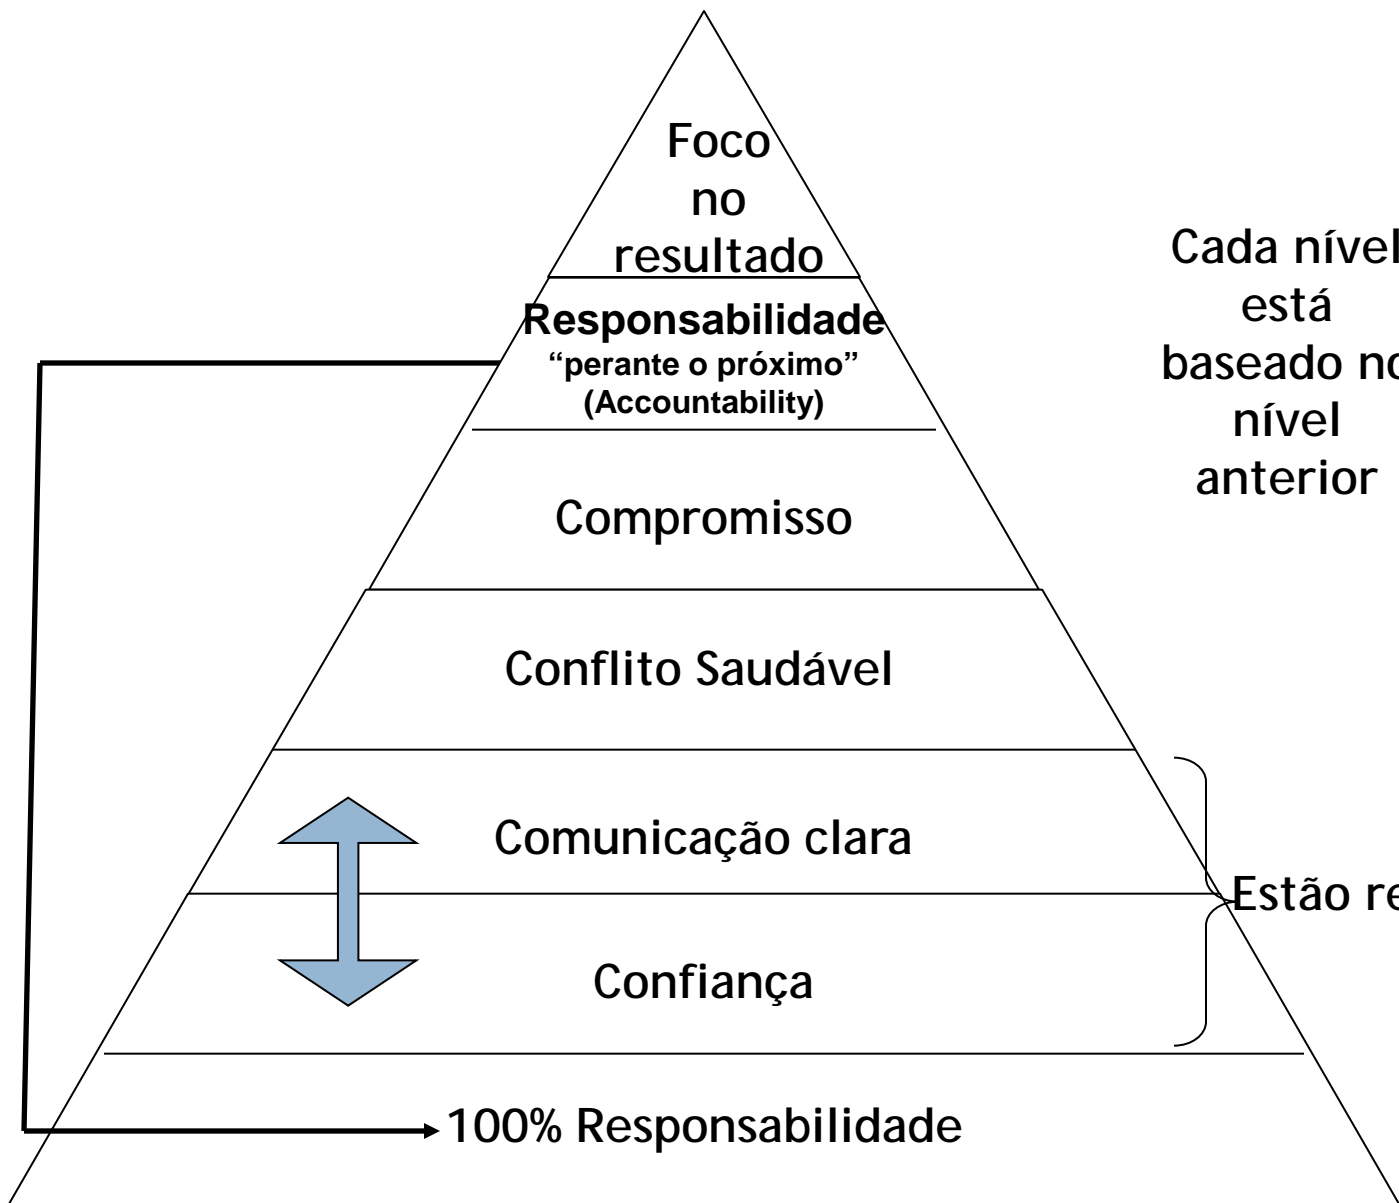 Foco
no
resultado
Responsabilidade
“perante o próximo”
(Accountability)
Cada nível
está
baseado no
nível
anterior
Compromisso
Conflito Saudável
Comunicação clara
Estão
Confiança
100% Responsabilidade